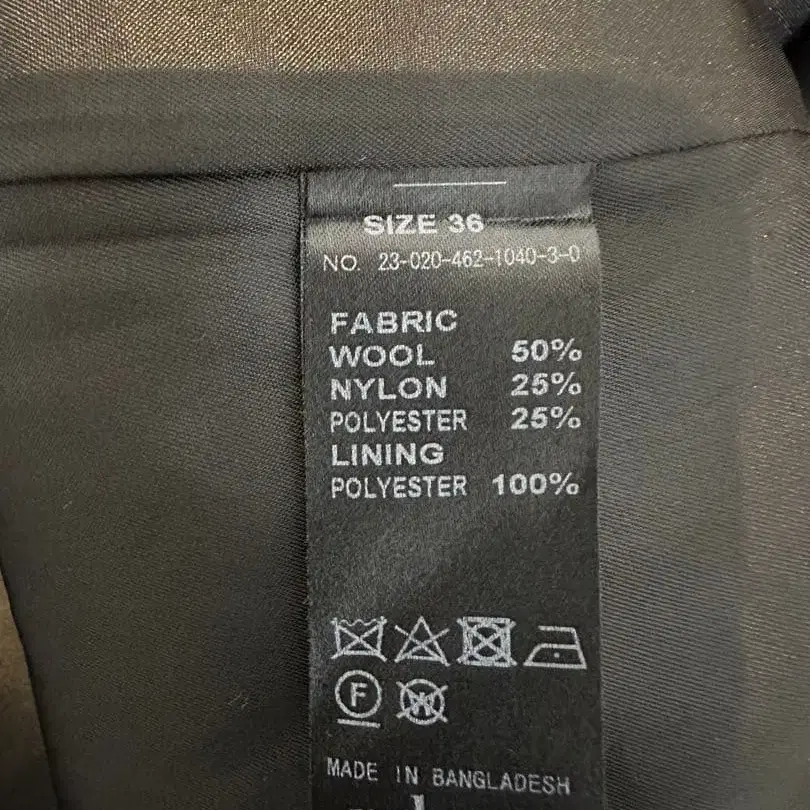 SIZE 36
NO. 23-020-462-1040-3-0
FABRIC
WOOL 50%
NYLON 25%
POLYESTER 25%
LINING
POLYESTER 100%
F W
MADE IN BANGLADESH